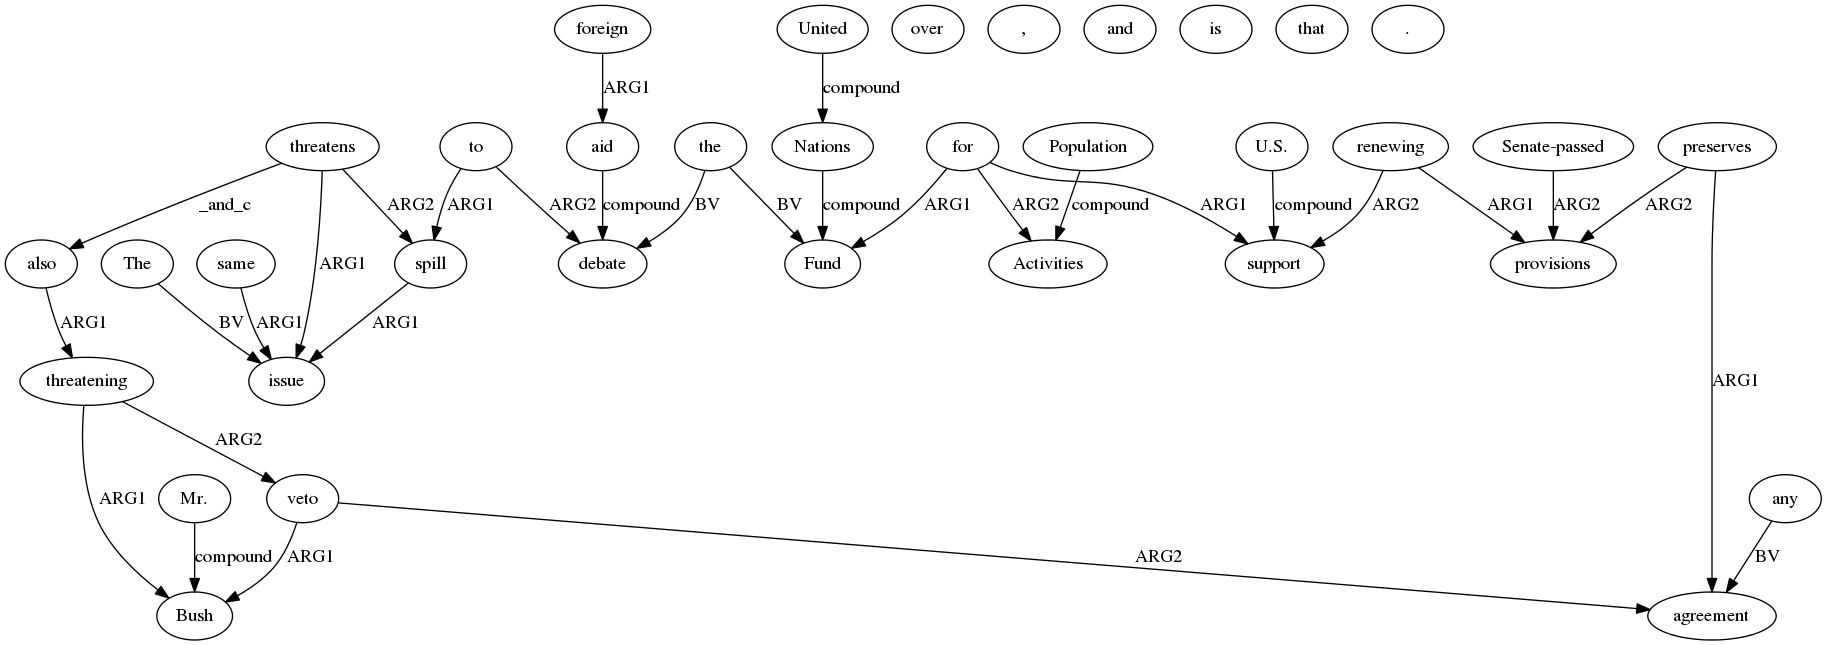 foreign United over , and is that .
ARG1 compound
threatens to aid the Nations for Population U.S. renewing Senate-passed preserves
_and_c ARG2 ARG1 ARG2 compound BV BV compound ARG1 ARG2 compound ARG1 compound ARG2 ARG1 ARG2 ARG2
also The same ARG1 spill debate Fund Activities support provisions
ARG1 BV ARG1 ARG1
threatening issue ARG1
ARG2
ARG1 Mr. veto any
compound ARG1 ARG2 BV
Bush agreement